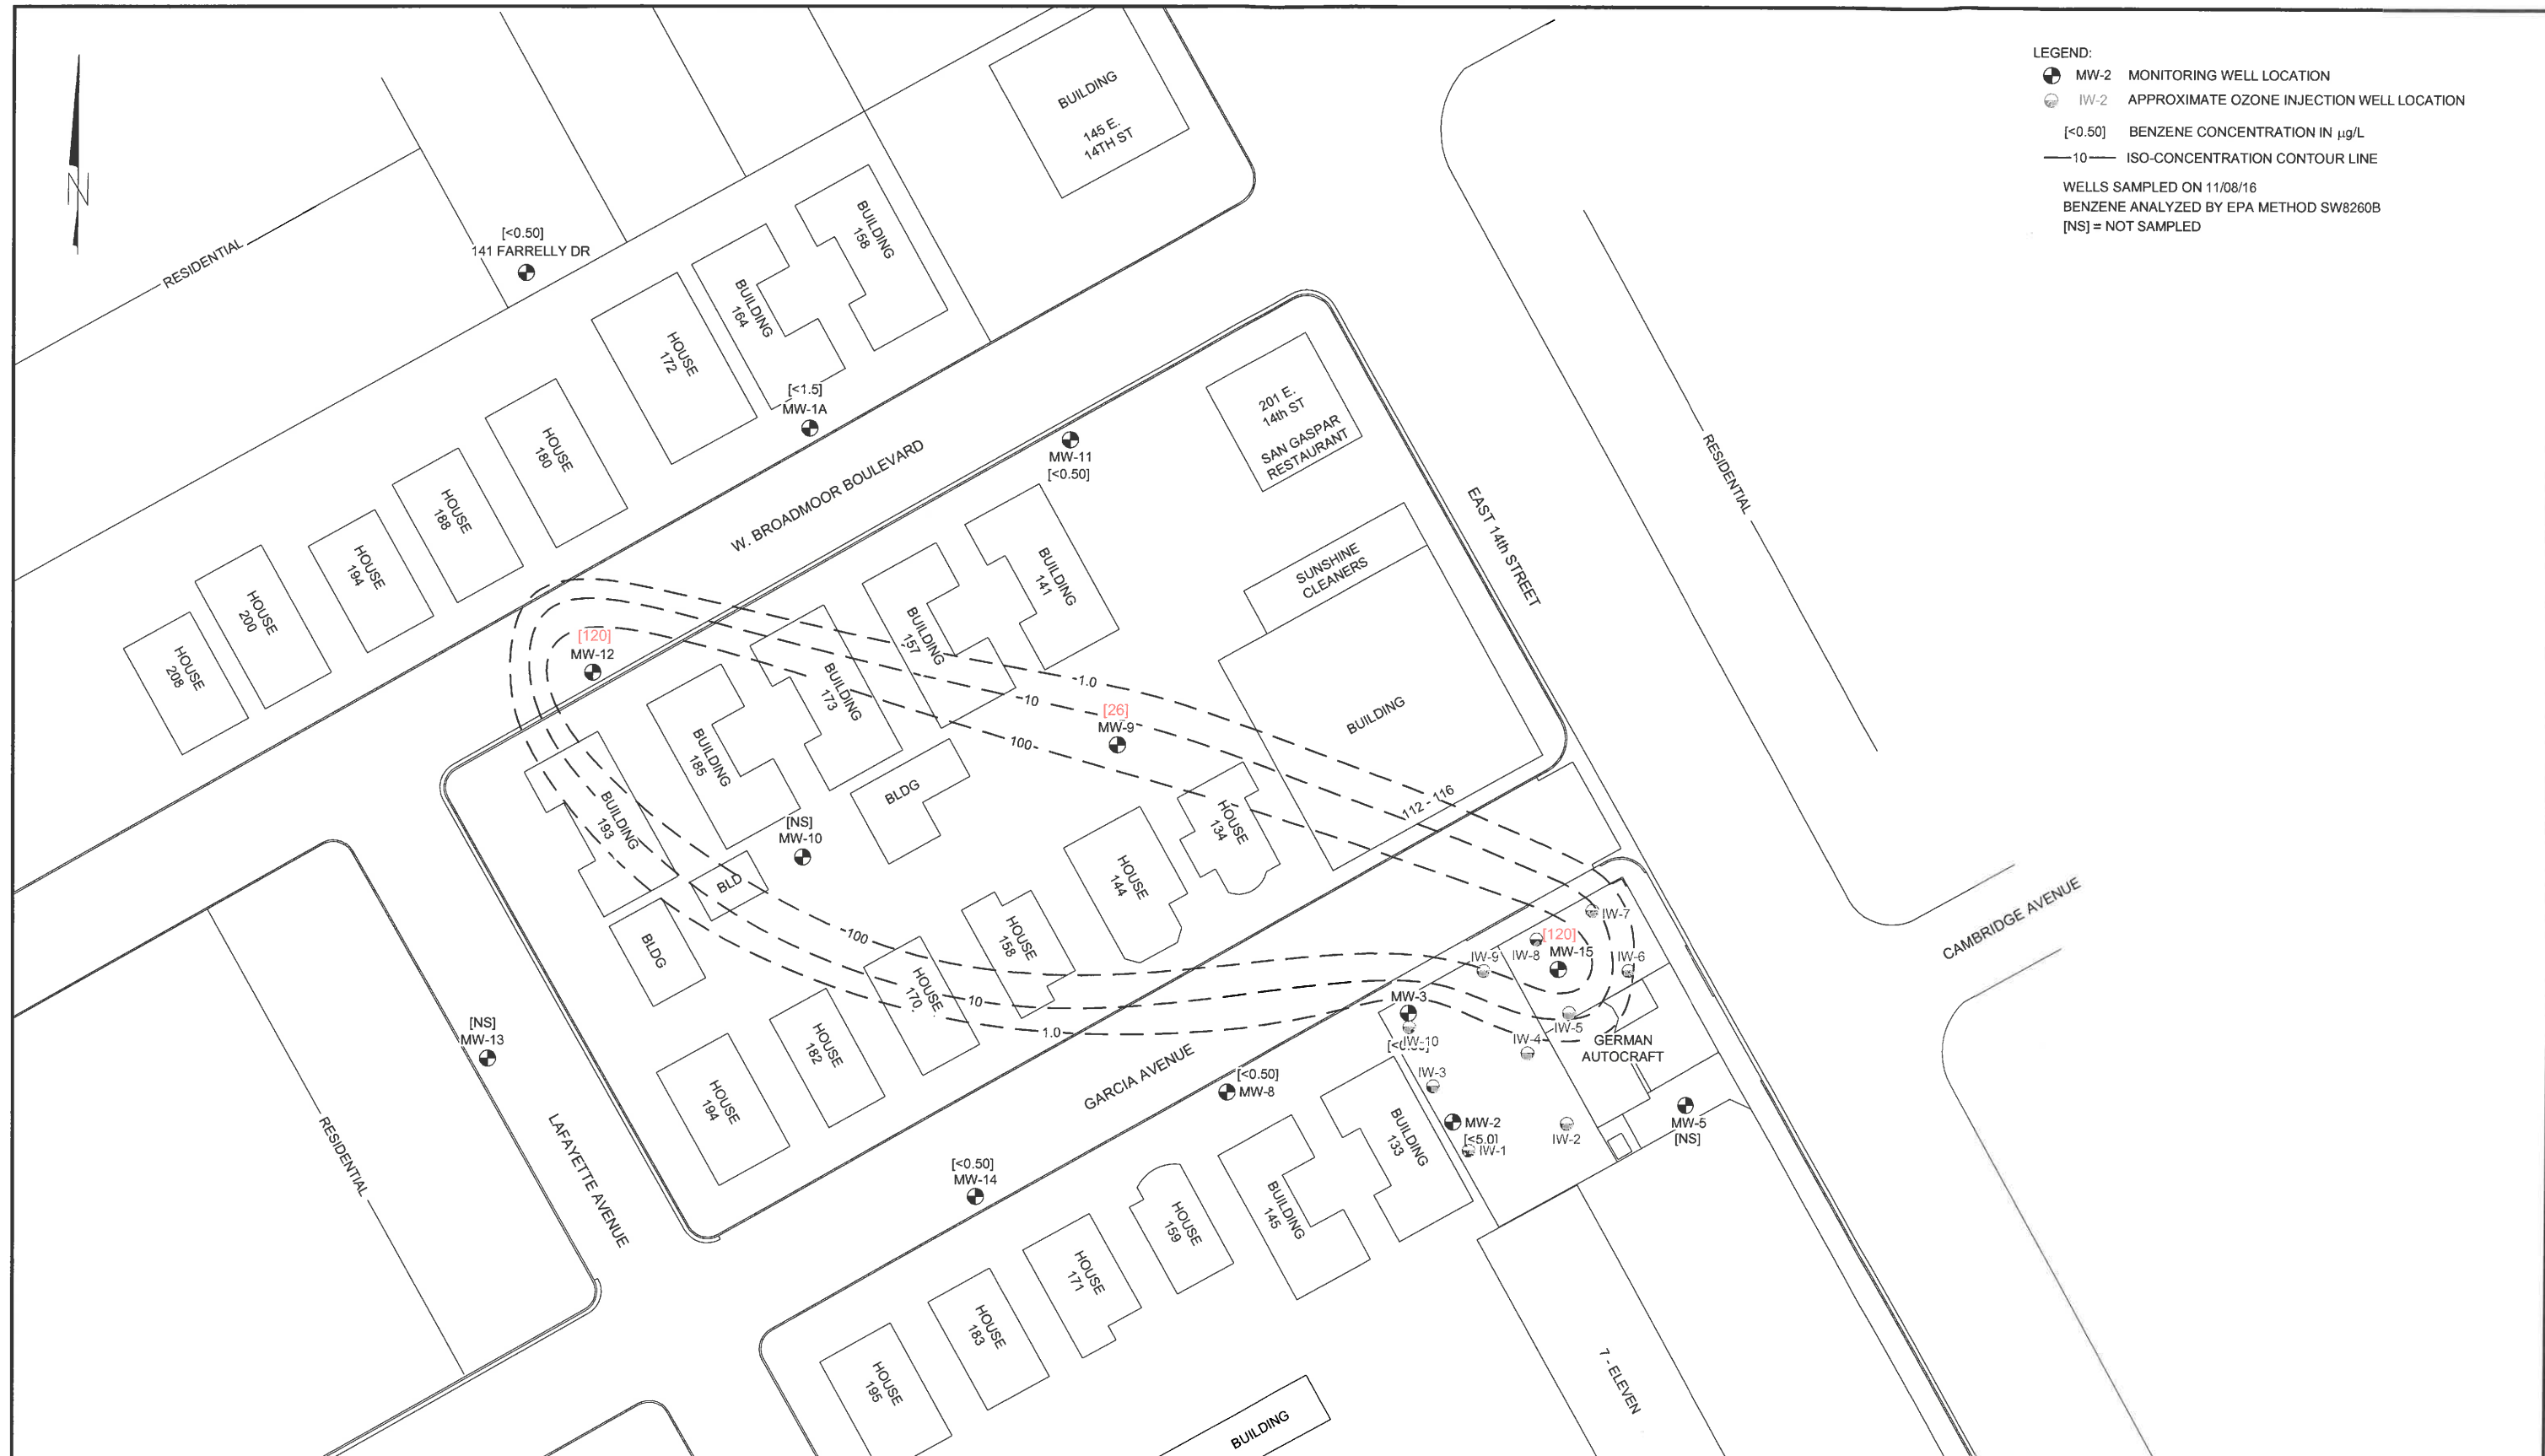 LEGEND:
MW-2 MONITORING WELL LOCATION
IW-2 APPROXIMATE OZONE INJECTION WELL LOCATION
[<0.50] BENZENE CONCENTRATION IN µg/L
10 ISO-CONCENTRATION CONTOUR LINE
WELLS SAMPLED ON 11/08/16
BENZENE ANALYZED BY EPA METHOD SW8260B
[NS] = NOT SAMPLED
N
BUILDING
145 E.
14TH ST
RESIDENTIAL
[<0.50]
141 FARRELLY DR
BUILDING
158
BUILDING
164
HOUSE
172
[<1.5]
MW-1A
HOUSE
180
HOUSE
188
HOUSE
194
HOUSE
200
HOUSE
208
W. BROADMOOR BOULEVARD
MW-11
[<0.50]
201 E.
14th ST
SAN GASPAR
RESTAURANT
EAST 14th STREET
RESIDENTIAL
SUNSHINE
CLEANERS
BUILDING
BUILDING
141
BUILDING
157
BUILDING
173
BUILDING
185
BUILDING
193
[120]
MW-12
1.0
10
100
[26]
MW-9
BLDG
[NS]
MW-10
BLD
BLDG
112 - 116
HOUSE
134
HOUSE
144
HOUSE
158
HOUSE
170
HOUSE
182
HOUSE
194
100
10
1.0
IW-7
[120]
IW-8
MW-15
IW-9
IW-6
MW-3
IW-10
IW-5
IW-4
GERMAN
AUTOCRAFT
IW-3
MW-2
[<5.0]
IW-1
IW-2
MW-5
[NS]
CAMBRIDGE AVENUE
GARCIA AVENUE
[<0.50]
MW-8
[<0.50]
MW-14
[NS]
MW-13
RESIDENTIAL
LAFAYETTE AVENUE
BUILDING
133
BUILDING
145
HOUSE
159
HOUSE
171
HOUSE
183
HOUSE
195
7 - ELEVEN
BUILDING